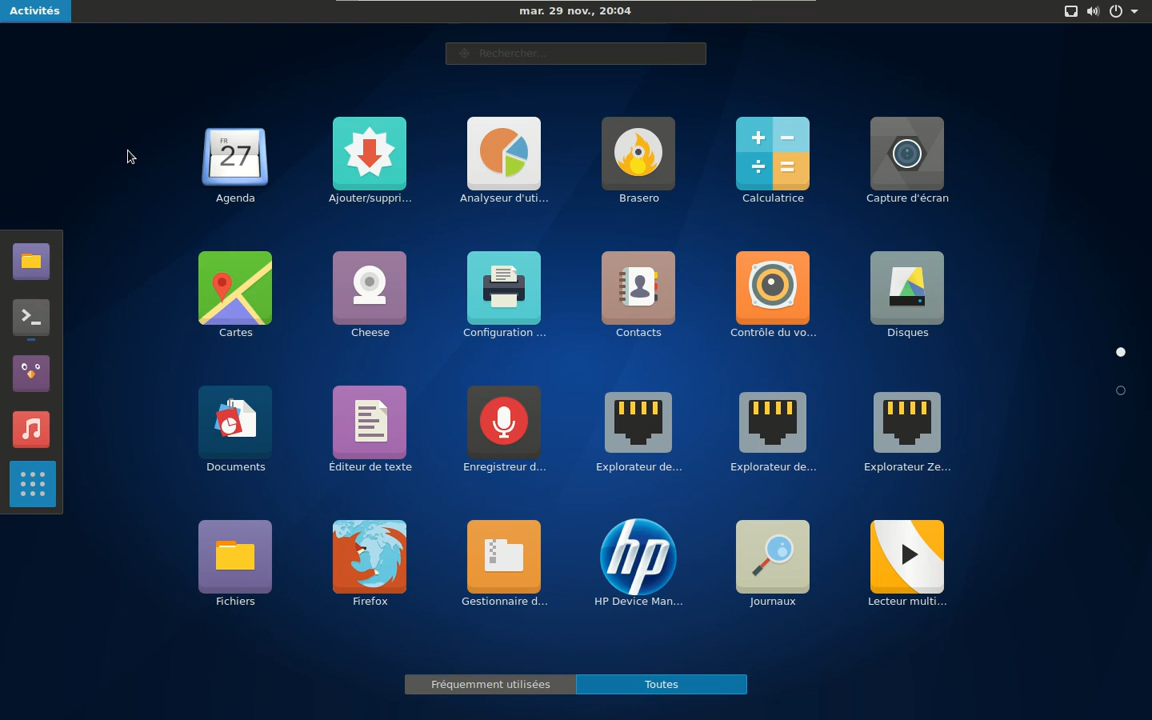 Activités
mar. 29 nov., 20:04
Rechercher...
FR
27
Agenda
Ajouter/suppri...
Analyseur d'uti...
Brasero
Calculatrice
Capture d'écran
Cartes
Cheese
Configuration ...
Contacts
Contrôle du vo...
Disques
Documents
Éditeur de texte
Enregistreur d...
Explorateur de...
Explorateur de...
Explorateur Ze...
hp
Fichiers
Firefox
Gestionnaire d...
HP Device Man...
Journaux
Lecteur multi...
Fréquemment utilisées
Toutes